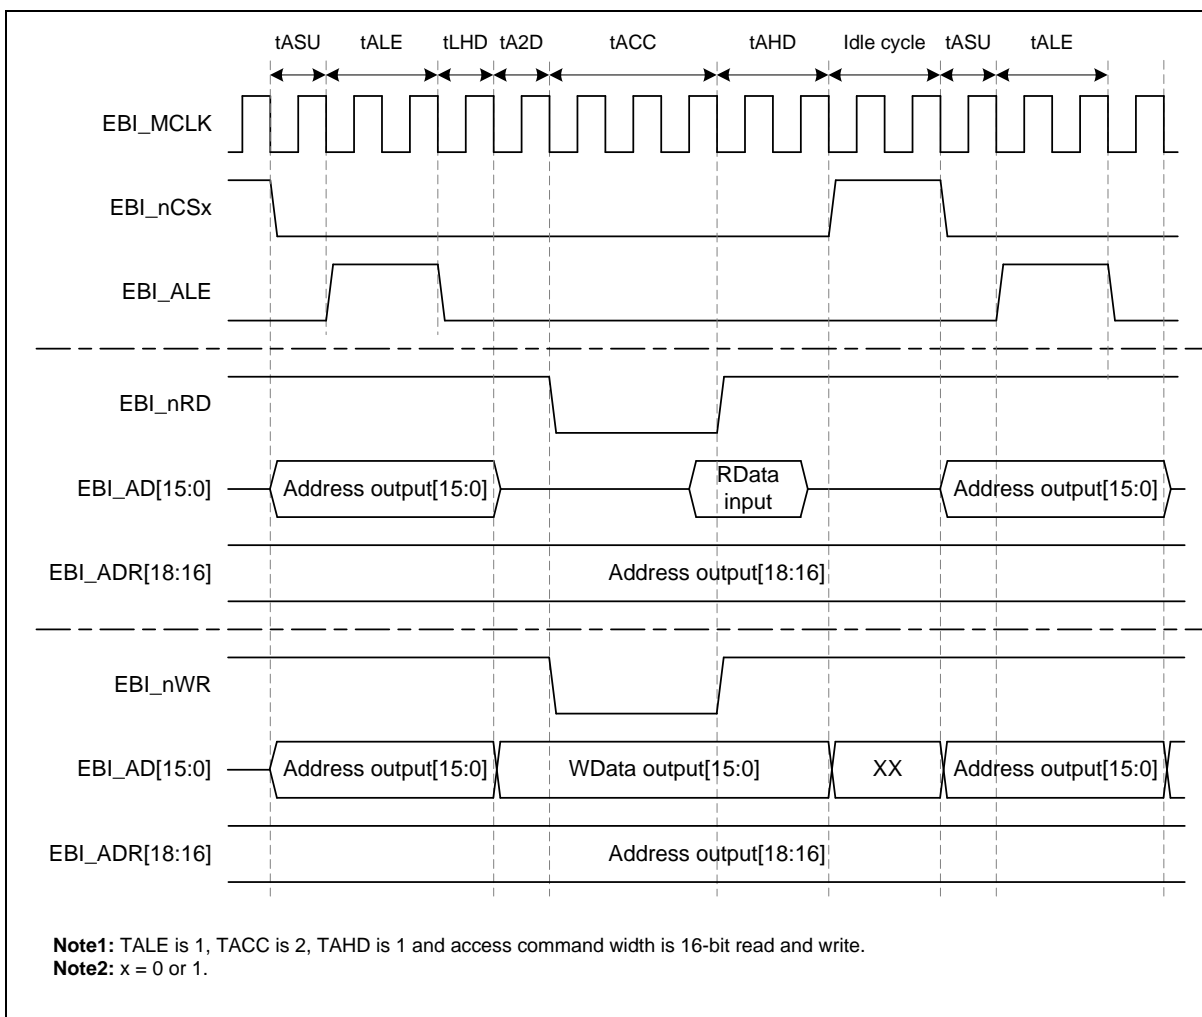 tASU tALE tLHD tA2D tACC tAHD Idle cycle tASU tALE
EBI_MCLK
EBI_nCSx
EBI_ALE
EBI_nRD
EBI_AD[15:0] Address output[15:0] RData input Address output[15:0]
EBI_ADR[18:16] Address output[18:16]
EBI_nWR
EBI_AD[15:0] Address output[15:0] WData output[15:0] XX Address output[15:0]
EBI_ADR[18:16] Address output[18:16]
Note1: TALE is 1, TACC is 2, TAHD is 1 and access command width is 16-bit read and write.
Note2: x = 0 or 1.